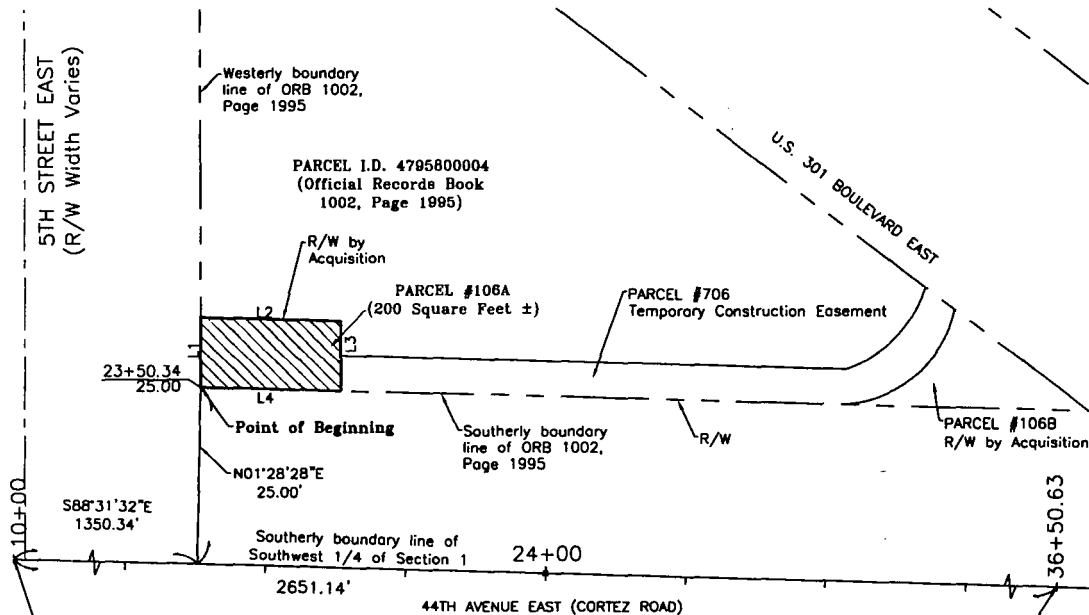 5TH STREET EAST
(R/W Width Varies)
Westerly boundary
line of ORB 1002,
Page 1995
PARCEL I.D. 4795800004
(Official Records Book
1002, Page 1995)
U.S. 301 BOULEVARD EAST
R/W by
Acquisition
PARCEL #106A
(200 Square Feet ±)
PARCEL #706
Temporary Construction Easement
L2
L1
L3
L4
23+50.34
25.00
Point of Beginning
Southerly boundary
line of ORB 1002,
Page 1995
R/W
PARCEL #106B
R/W by Acquisition
N01°28'28"E
25.00'
S88°31'32"E
1350.34'
10+00
Southerly boundary line of
Southwest 1/4 of Section 1
24+00
36+50.63
2651.14'
44TH AVENUE EAST (CORTEZ ROAD)